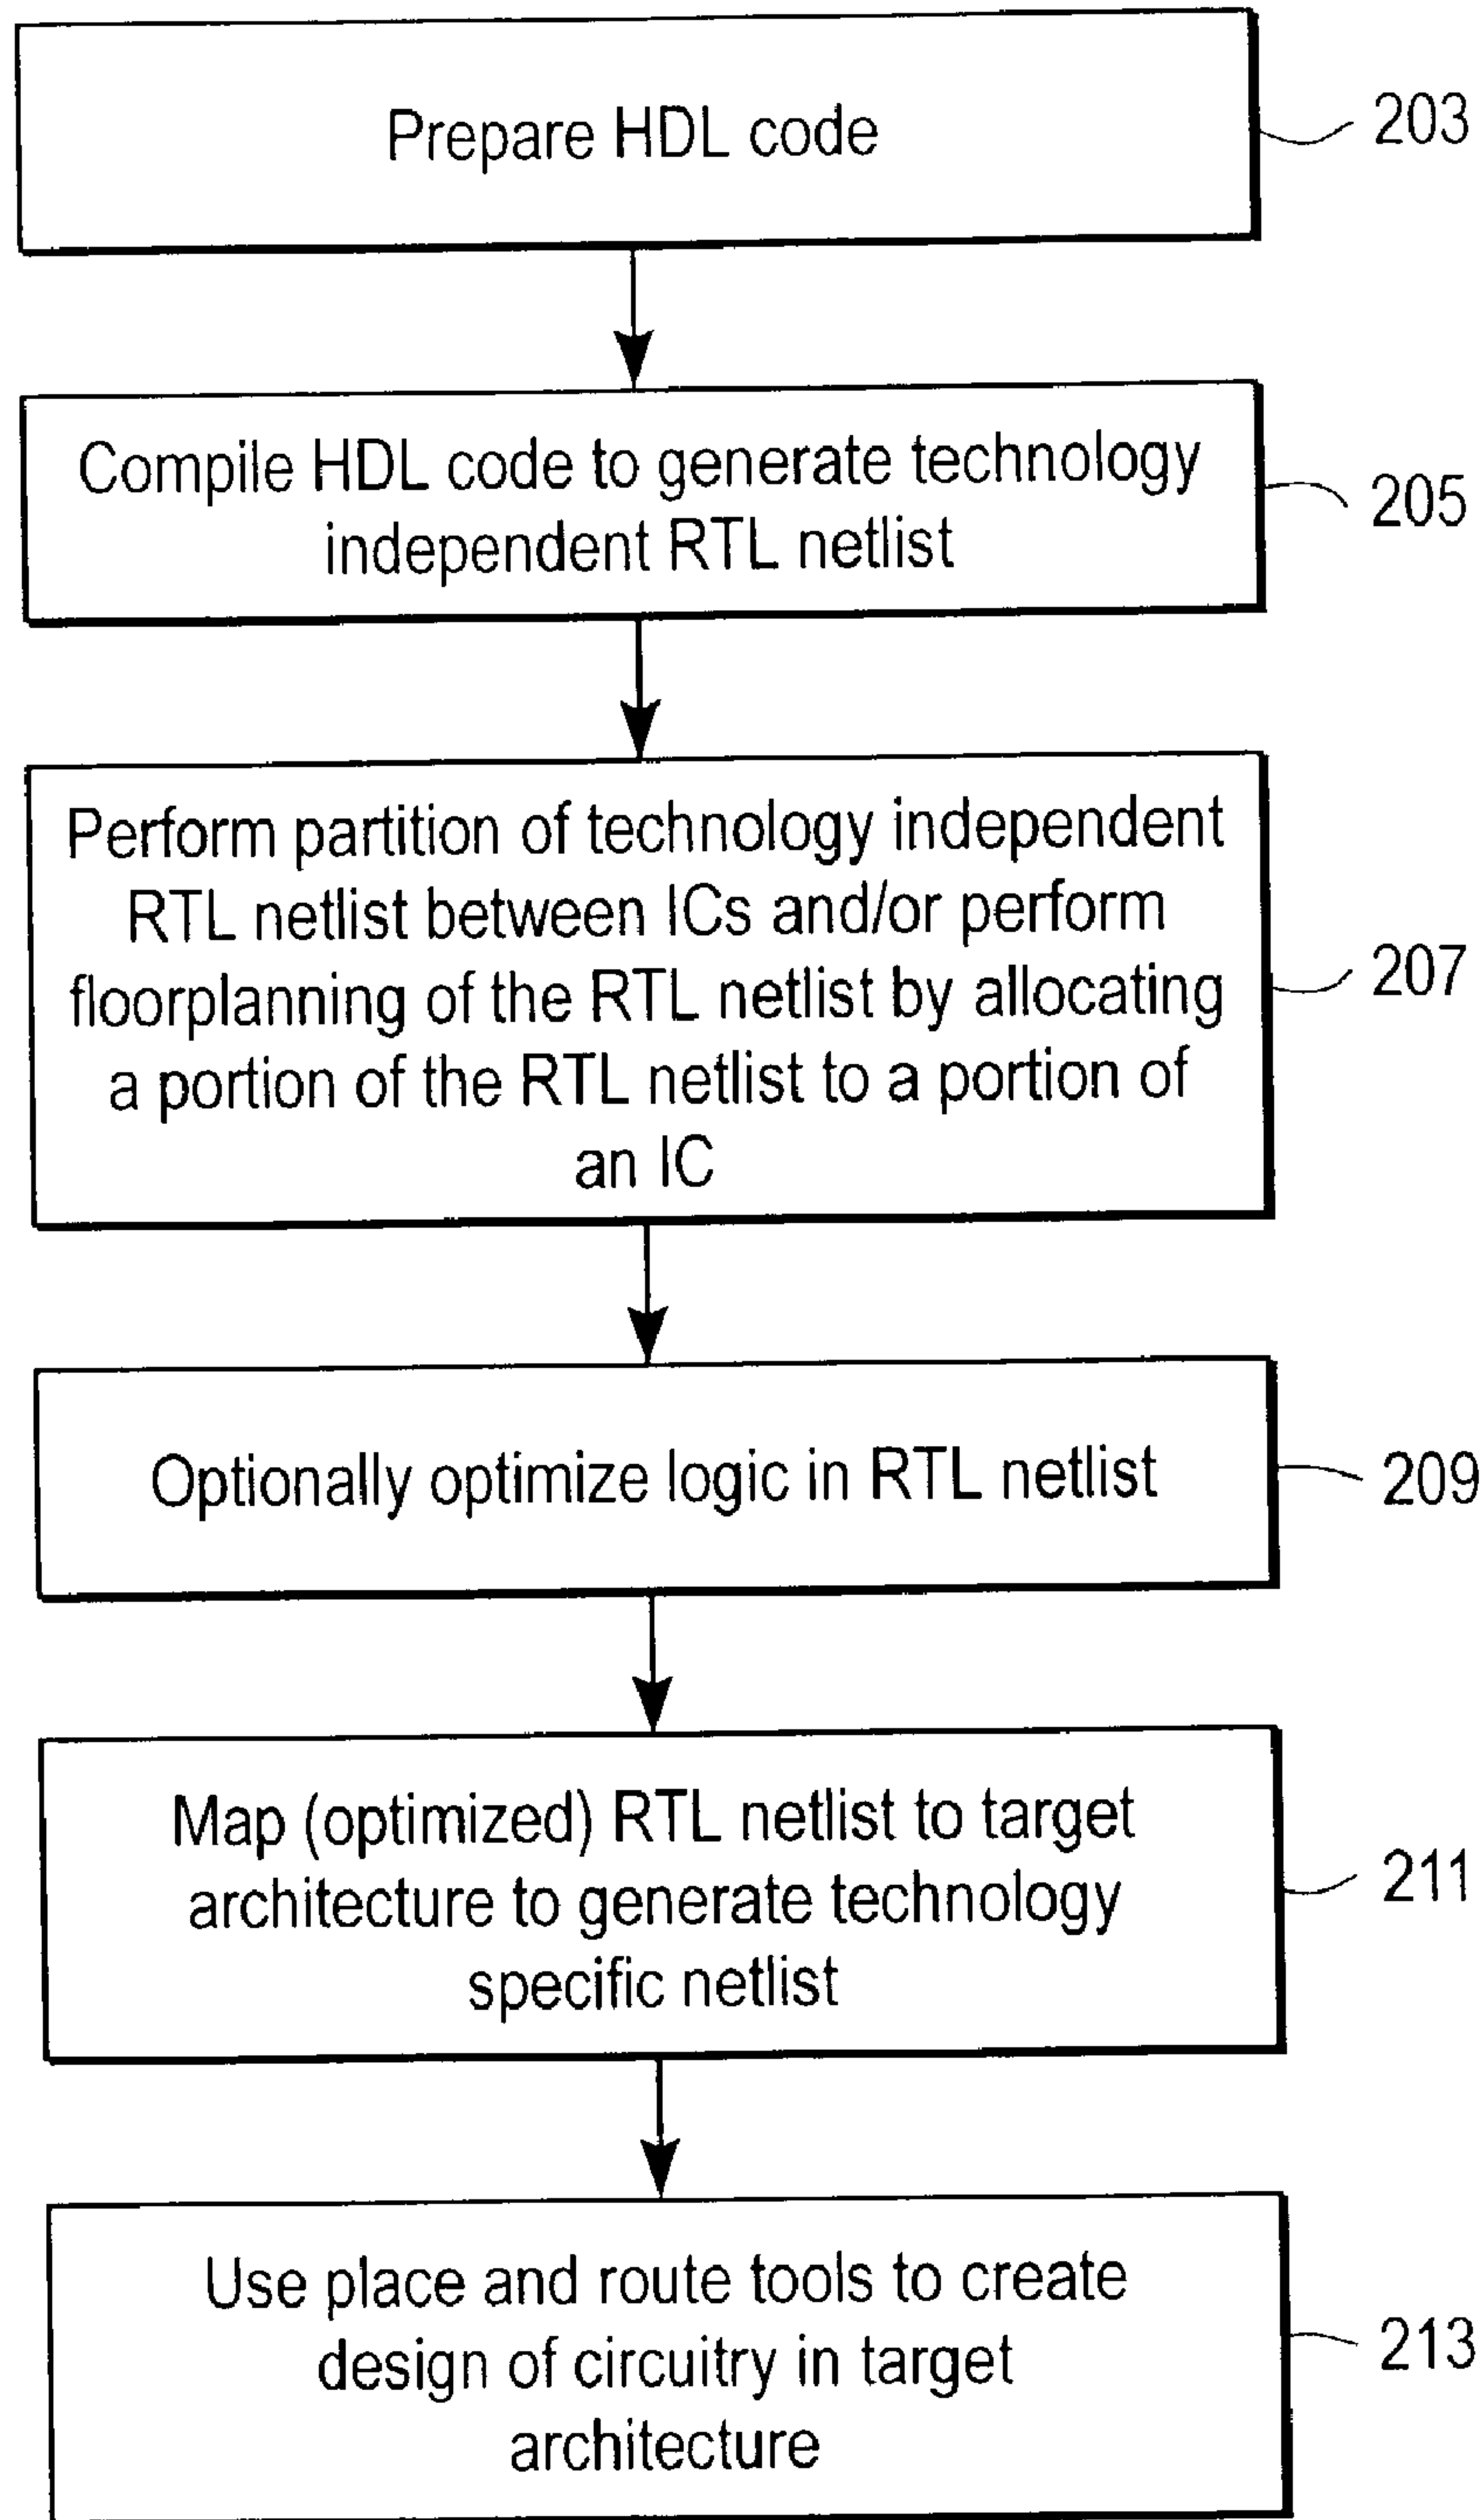 Prepare HDL code
203
Compile HDL code to generate technology
independent RTL netlist
205
Perform partition of technology independent
RTL netlist between ICs and/or perform
floorplanning of the RTL netlist by allocating
a portion of the RTL netlist to a portion of
an IC
207
Optionally optimize logic in RTL netlist
209
Map (optimized) RTL netlist to target
architecture to generate technology
specific netlist
211
Use place and route tools to create
design of circuitry in target
architecture
213